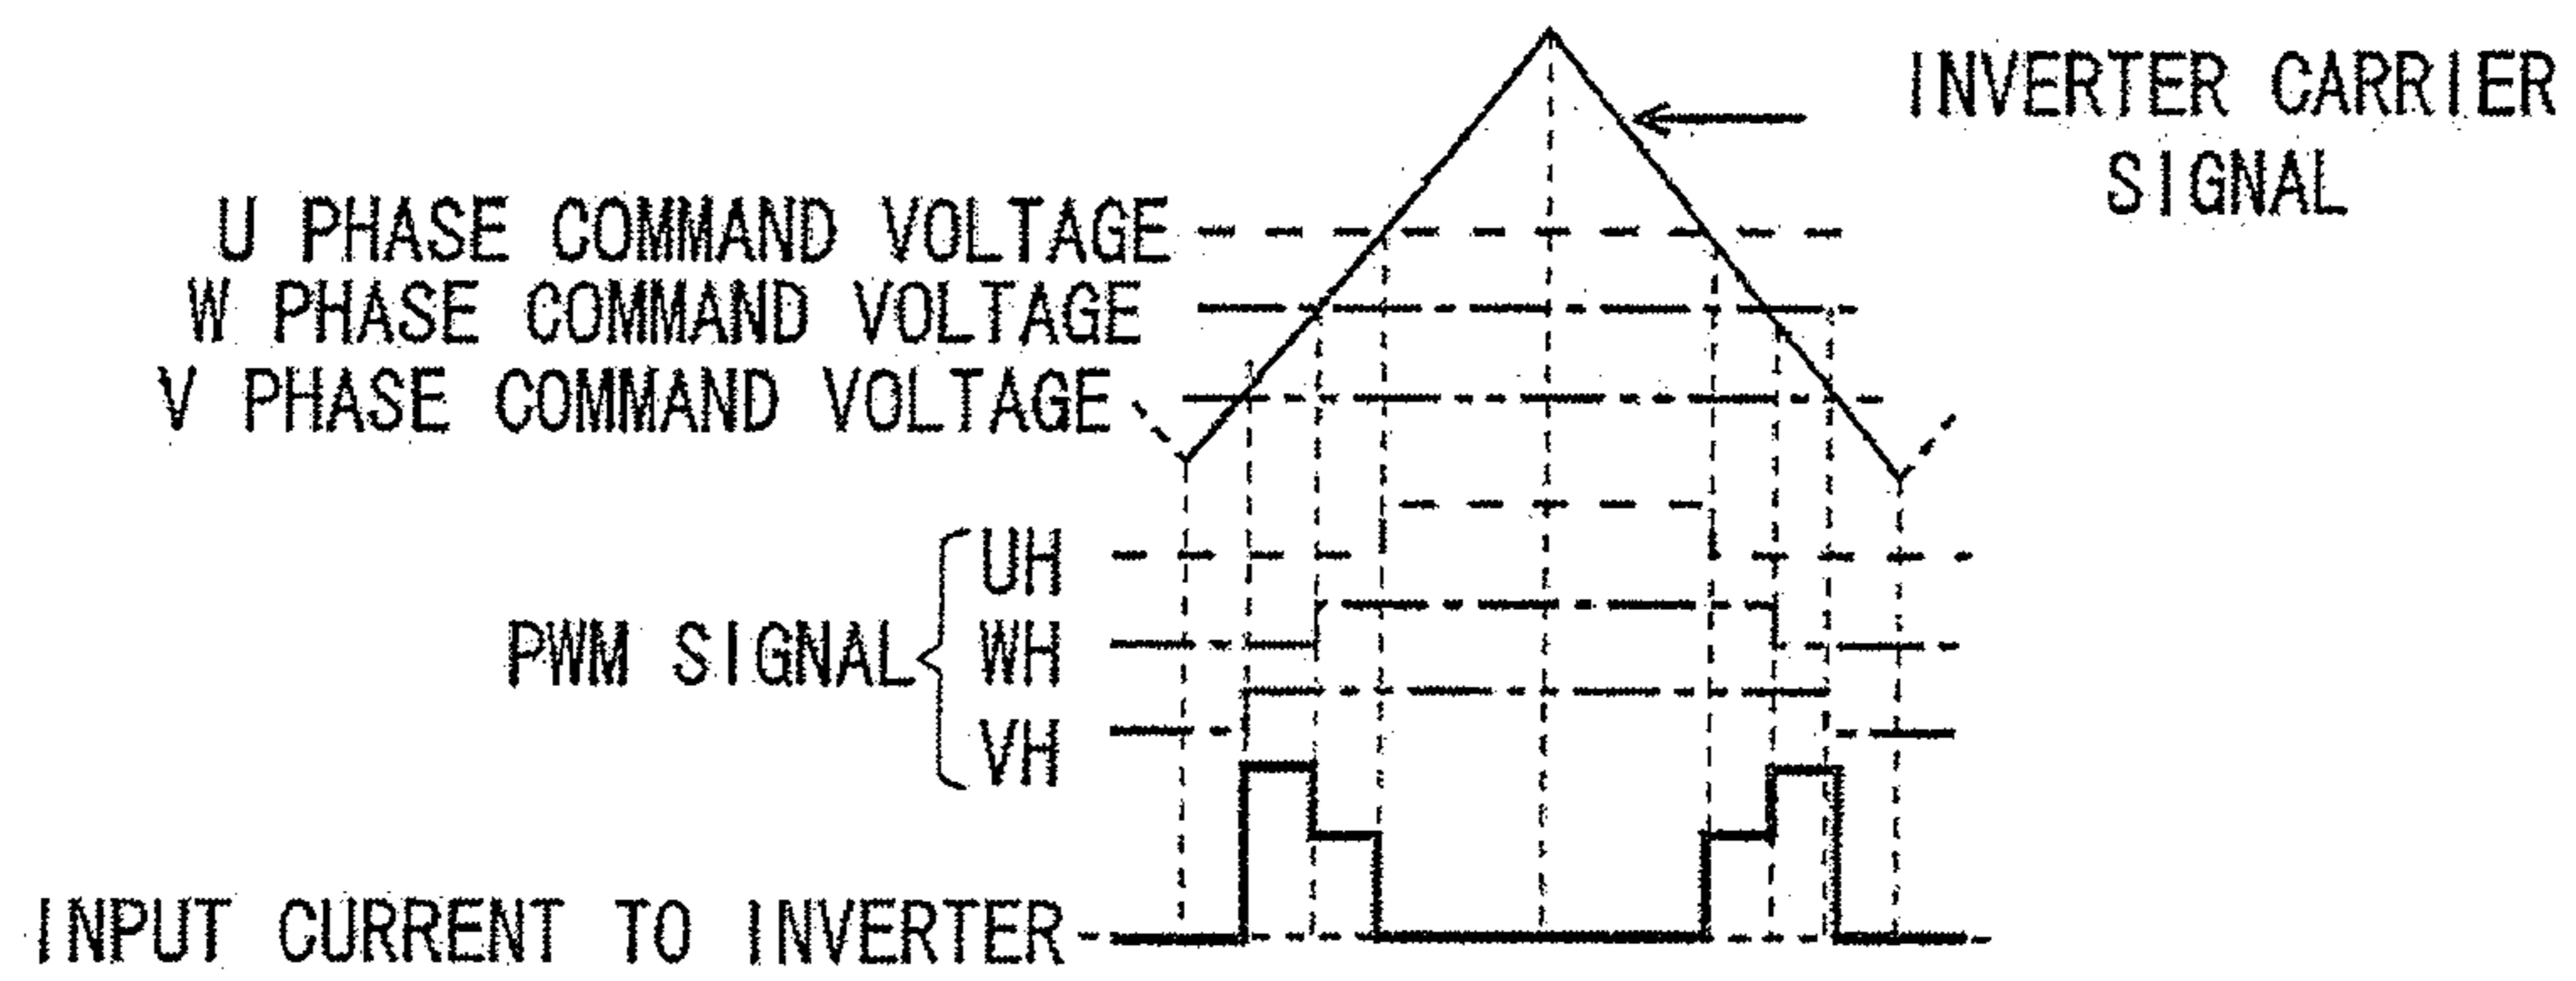 INVERTER CARRIER
SIGNAL
U PHASE COMMAND VOLTAGE
W PHASE COMMAND VOLTAGE
V PHASE COMMAND VOLTAGE
UH
PWM SIGNAL WH
VH
INPUT CURRENT TO INVERTER